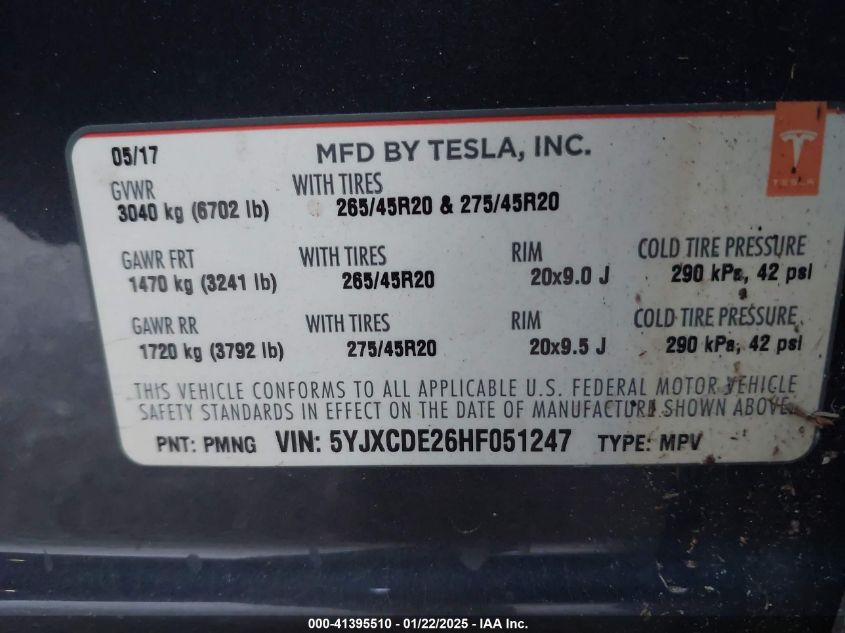 05/17 MFD BY TESLA, INC.
TESLA
GVWR WITH TIRES
3040 kg (6702 lb) 265/45R20 & 275/45R20
GAWR FRT WITH TIRES RIM COLD TIRE PRESSURE
1470 kg (3241 lb) 265/45R20 20x9.0 J 290 kPa, 42 psi
GAWR RR WITH TIRES RIM COLD TIRE PRESSURE
1720 kg (3792 lb) 275/45R20 20x9.5 J 290 kPa, 42 psi
THIS VEHICLE CONFORMS TO ALL APPLICABLE U.S. FEDERAL MOTOR VEHICLE
SAFETY STANDARDS IN EFFECT ON THE DATE OF MANUFACTURE SHOWN ABOVE.
PNT: PMNG VIN: 5YJXCDE26HF051247 TYPE: MPV
000-41395510 - 01/22/2025 - IAA Inc.